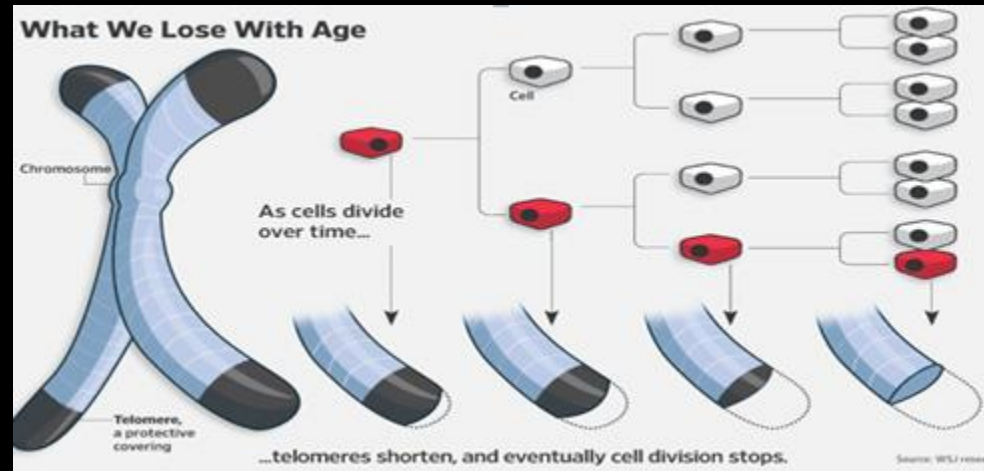 What We Lose With Age
Cell
Chromosome
As cells divide
over time...
Telomere,
a protective
covering
...telomeres shorten, and eventually cell division stops.
Source: WSJ